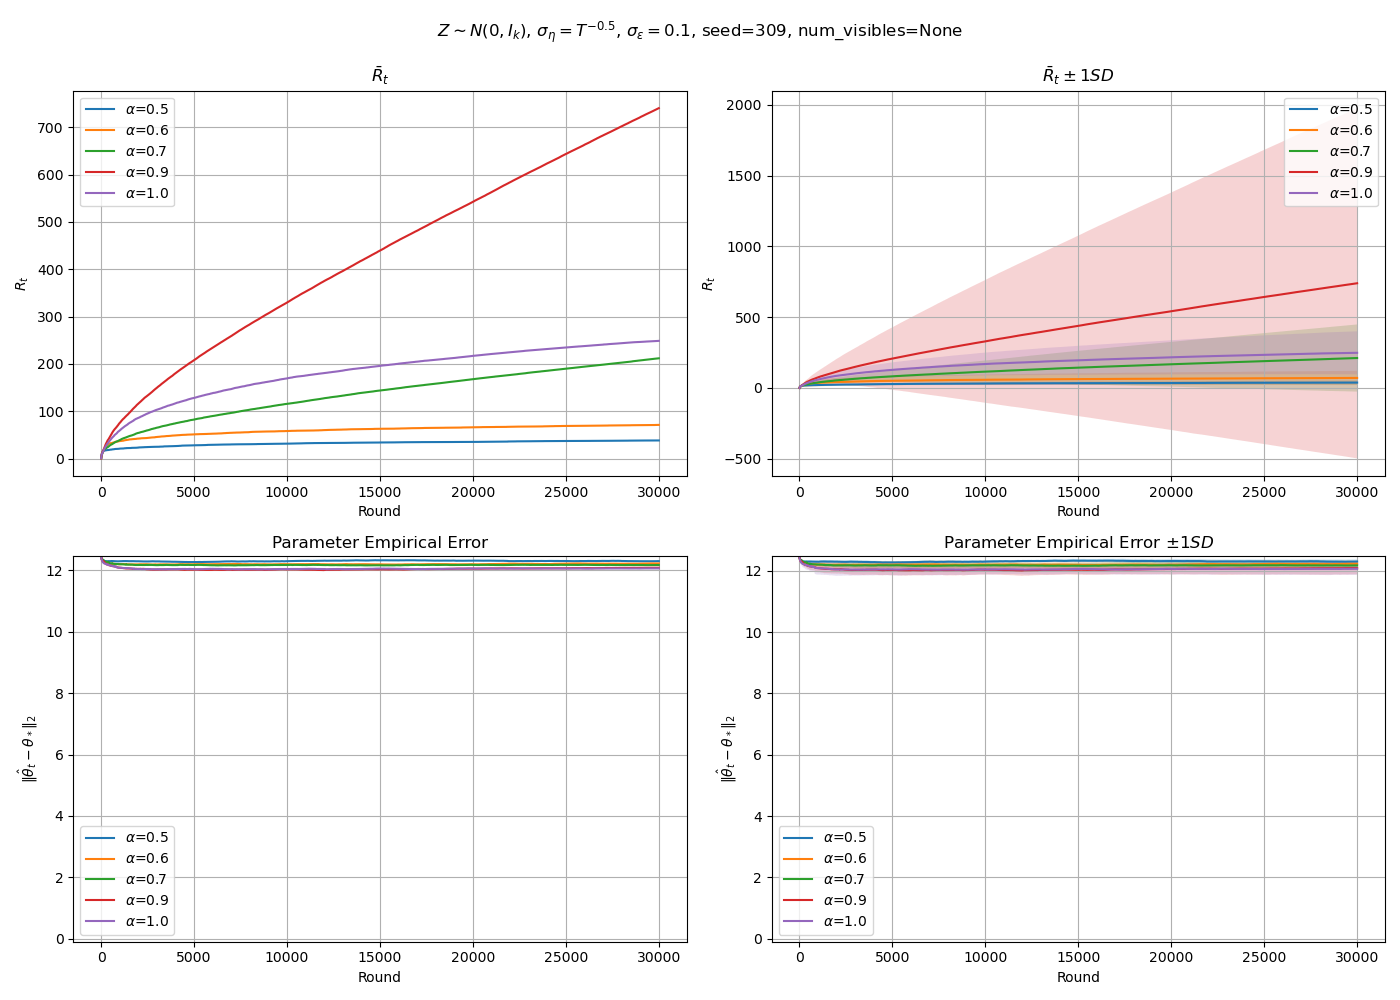 Z ∼ N(0, I_k), σ_η = T^{−0.5}, σ_ε = 0.1, seed=309, num_visibles=None
R̄_t
R_t
700
600
500
400
300
200
100
0
α=0.5
α=0.6
α=0.7
α=0.9
α=1.0
0 5000 10000 15000 20000 25000 30000
Round
R̄_t ± 1SD
R_t
2000
1500
1000
500
0
−500
α=0.5
α=0.6
α=0.7
α=0.9
α=1.0
0 5000 10000 15000 20000 25000 30000
Round
Parameter Empirical Error
‖θ̂_t − θ_*‖_2
12
10
8
6
4
2
0
α=0.5
α=0.6
α=0.7
α=0.9
α=1.0
0 5000 10000 15000 20000 25000 30000
Round
Parameter Empirical Error ±1SD
‖θ̂_t − θ_*‖_2
12
10
8
6
4
2
0
α=0.5
α=0.6
α=0.7
α=0.9
α=1.0
0 5000 10000 15000 20000 25000 30000
Round